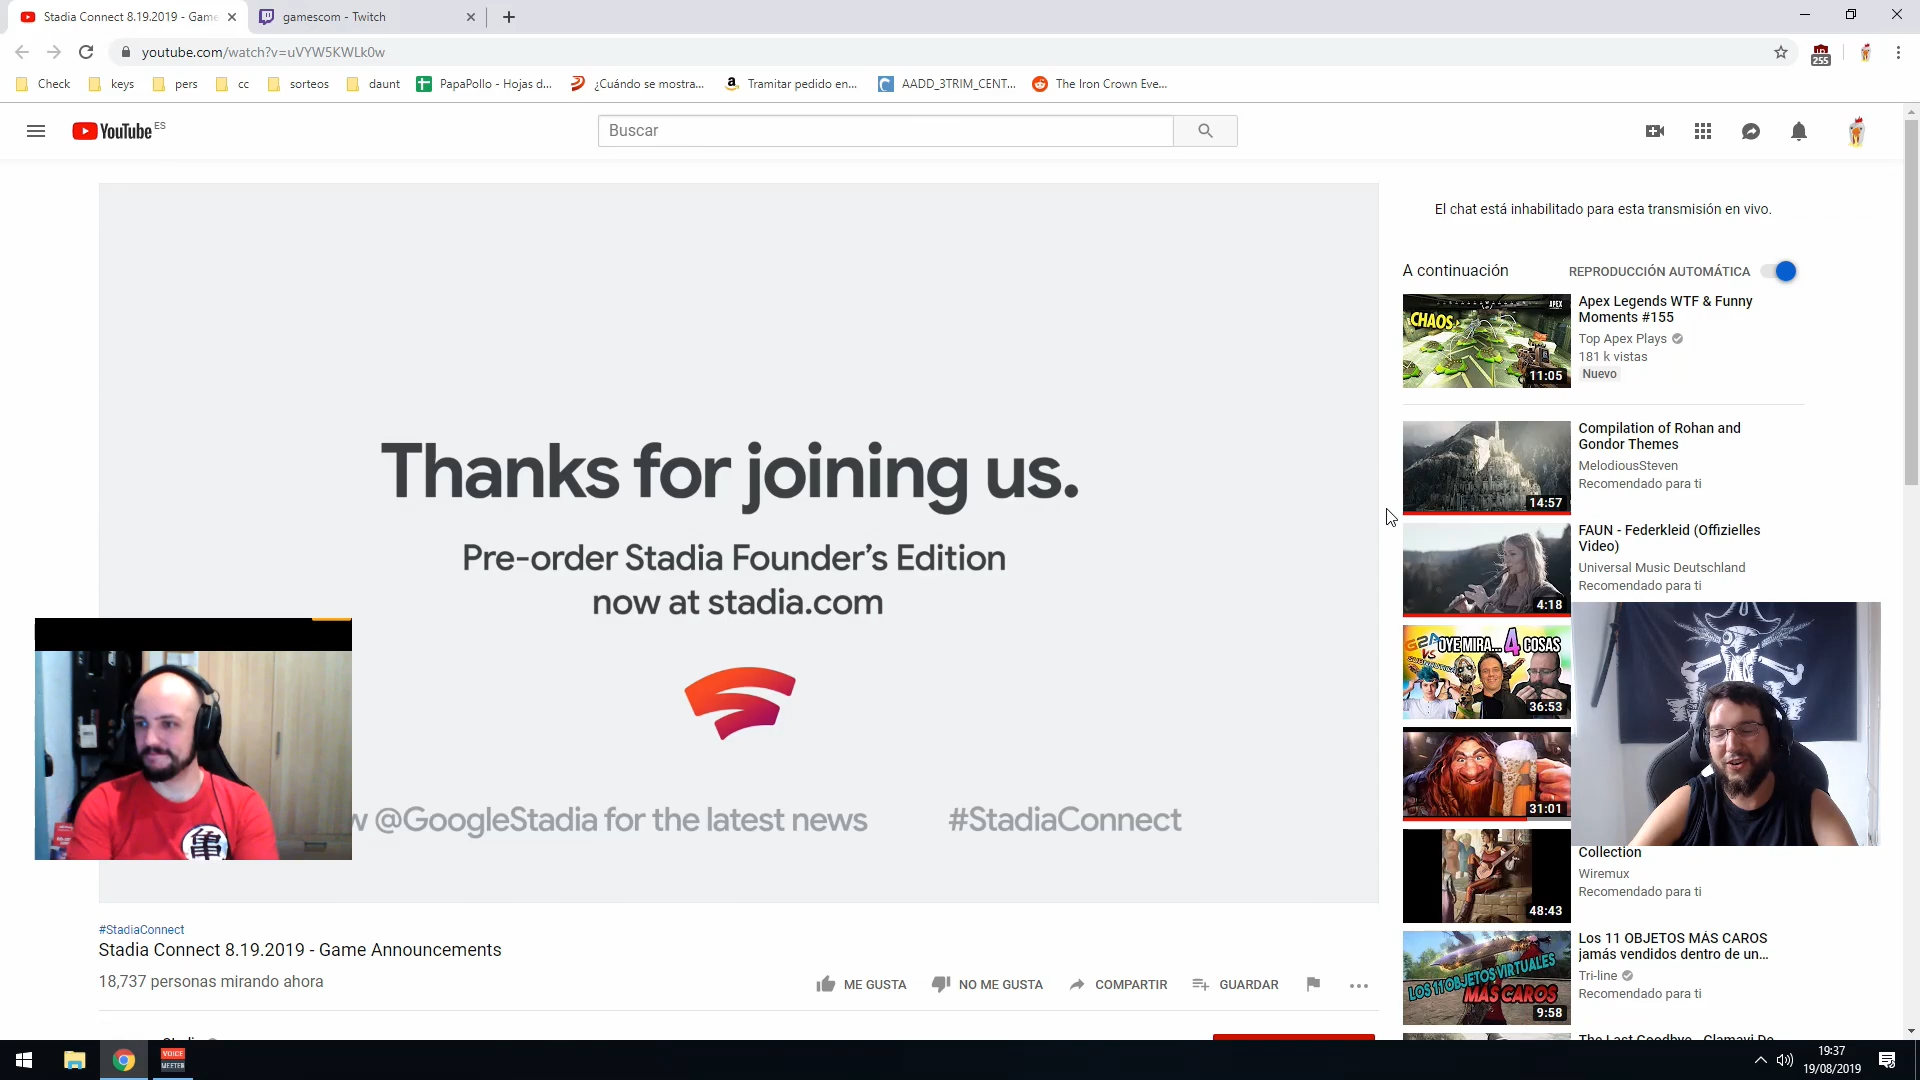 Stadia Connect 8.19.2019 - Game
gamescom - Twitch
youtube.com/watch?v=uVYW5KWLk0w
255
Check
keys
pers
cc
sorteos
daunt
PapaPollo - Hojas d...
¿Cuándo se mostra...
Tramitar pedido en...
AADD_3TRIM_CENT...
The Iron Crown Eve...
YouTube ES
Buscar
Thanks for joining us.
Pre-order Stadia Founder's Edition
now at stadia.com
@GoogleStadia for the latest news
#StadiaConnect
#StadiaConnect
Stadia Connect 8.19.2019 - Game Announcements
18,737 personas mirando ahora
ME GUSTA
NO ME GUSTA
COMPARTIR
GUARDAR
El chat está inhabilitado para esta transmisión en vivo.
A continuación
REPRODUCCIÓN AUTOMÁTICA
CHAOS
APEX
11:05
Apex Legends WTF & Funny
Moments #155
Top Apex Plays
181 k vistas
Nuevo
14:57
Compilation of Rohan and
Gondor Themes
MelodiousSteven
Recomendado para ti
4:18
FAUN - Federkleid (Offizielles
Video)
Universal Music Deutschland
Recomendado para ti
G2A
VS
OYE MIRA... 4 COSAS
36:53
31:01
48:43
Collection
Wiremux
Recomendado para ti
LOS 11 OBJETOS VIRTUALES
MÁS CAROS
9:58
Los 11 OBJETOS MÁS CAROS
jamás vendidos dentro de un...
Tri-line
Recomendado para ti
VOICE
MEETER
19:37
19/08/2019